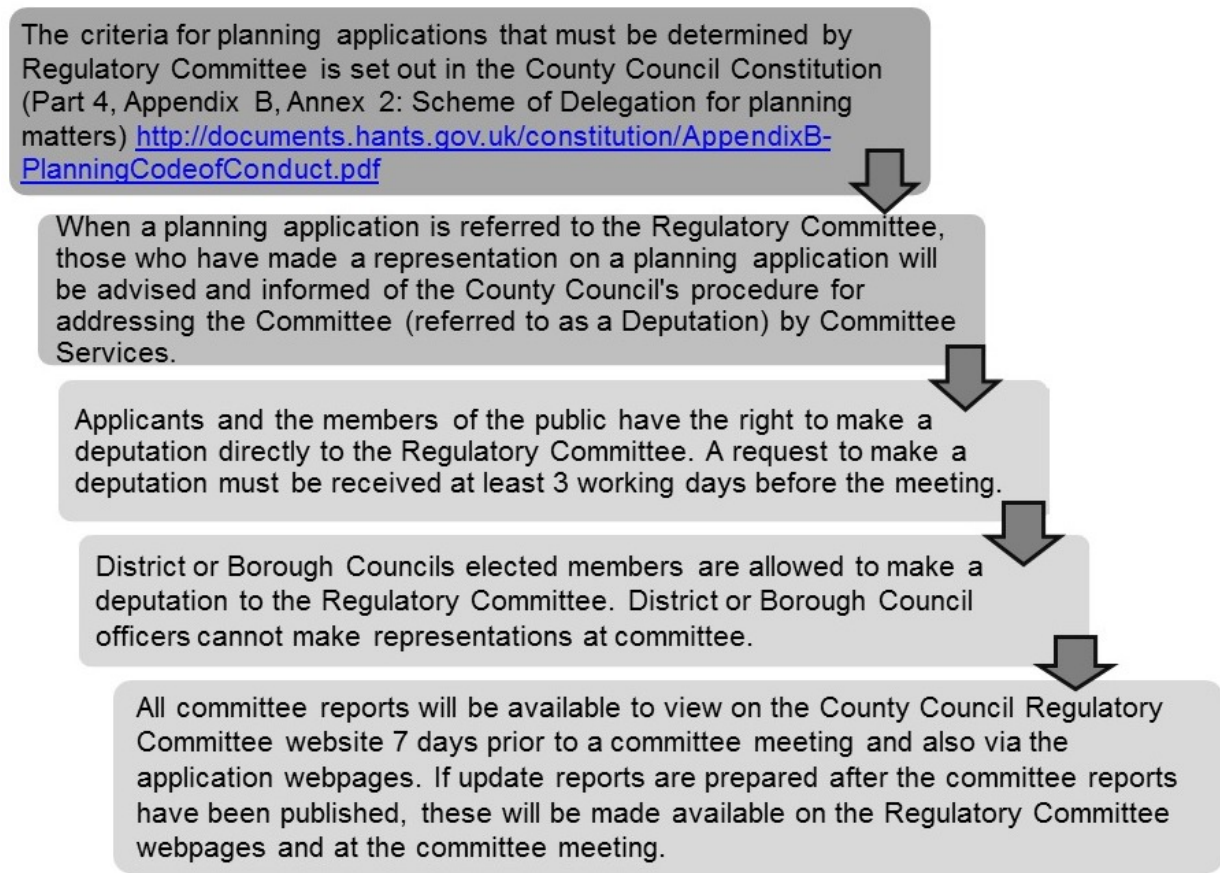 The criteria for planning applications that must be determined by
Regulatory Committee is set out in the County Council Constitution
(Part 4, Appendix B, Annex 2: Scheme of Delegation for planning
matters) http://documents.hants.gov.uk/constitution/AppendixB-
PlanningCodeofConduct.pdf
When a planning application is referred to the Regulatory Committee,
those who have made a representation on a planning application will
be advised and informed of the County Council's procedure for
addressing the Committee (referred to as a Deputation) by Committee
Services.
Applicants and the members of the public have the right to make a
deputation directly to the Regulatory Committee. A request to make a
deputation must be received at least 3 working days before the meeting.
District or Borough Councils elected members are allowed to make a
deputation to the Regulatory Committee. District or Borough Council
officers cannot make representations at committee.
All committee reports will be available to view on the County Council Regulatory
Committee website 7 days prior to a committee meeting and also via the
application webpages. If update reports are prepared after the committee reports
have been published, these will be made available on the Regulatory Committee
webpages and at the committee meeting.